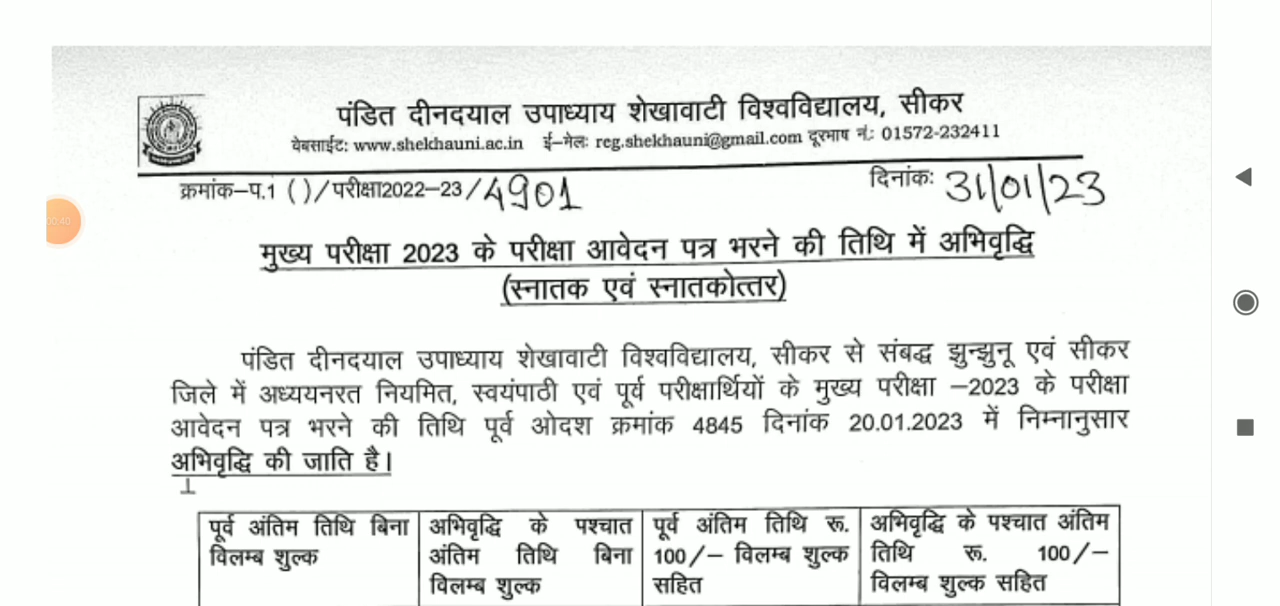 पंडित दीनदयाल उपाध्याय शेखावाटी विश्वविद्यालय, सीकर
वेबसाईट: www.shekhauni.ac.in ई–मेल: reg.shekhauni@gmail.com दूरभाष नं.: 01572-232411
क्रमांक–प.1 ()/परीक्षा2022–23/4901 दिनांक: 31/01/23
00:40
मुख्य परीक्षा 2023 के परीक्षा आवेदन पत्र भरने की तिथि में अभिवृद्धि
(स्नातक एवं स्नातकोत्तर)
पंडित दीनदयाल उपाध्याय शेखावाटी विश्वविद्यालय, सीकर से संबद्ध झुन्झुनू एवं सीकर
जिले में अध्ययनरत नियमित, स्वयंपाठी एवं पूर्व परीक्षार्थियों के मुख्य परीक्षा –2023 के परीक्षा
आवेदन पत्र भरने की तिथि पूर्व ओदश क्रमांक 4845 दिनांक 20.01.2023 में निम्नानुसार
अभिवृद्धि की जाति है।
पूर्व अंतिम तिथि बिना
विलम्ब शुल्क
अभिवृद्धि के पश्चात
अंतिम तिथि बिना
विलम्ब शुल्क
पूर्व अंतिम तिथि रू.
100/– विलम्ब शुल्क
सहित
अभिवृद्धि के पश्चात अंतिम
तिथि रू. 100/–
विलम्ब शुल्क सहित